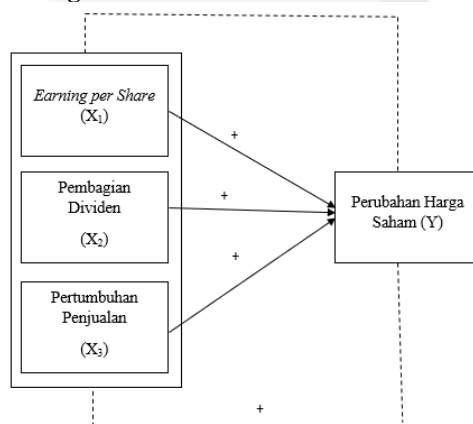 Earning per Share
(X₁)
+
Pembagian
Dividen
(X₂)
+
Perubahan Harga
Saham (Y)
+
Pertumbuhan
Penjualan
(X₃)
+